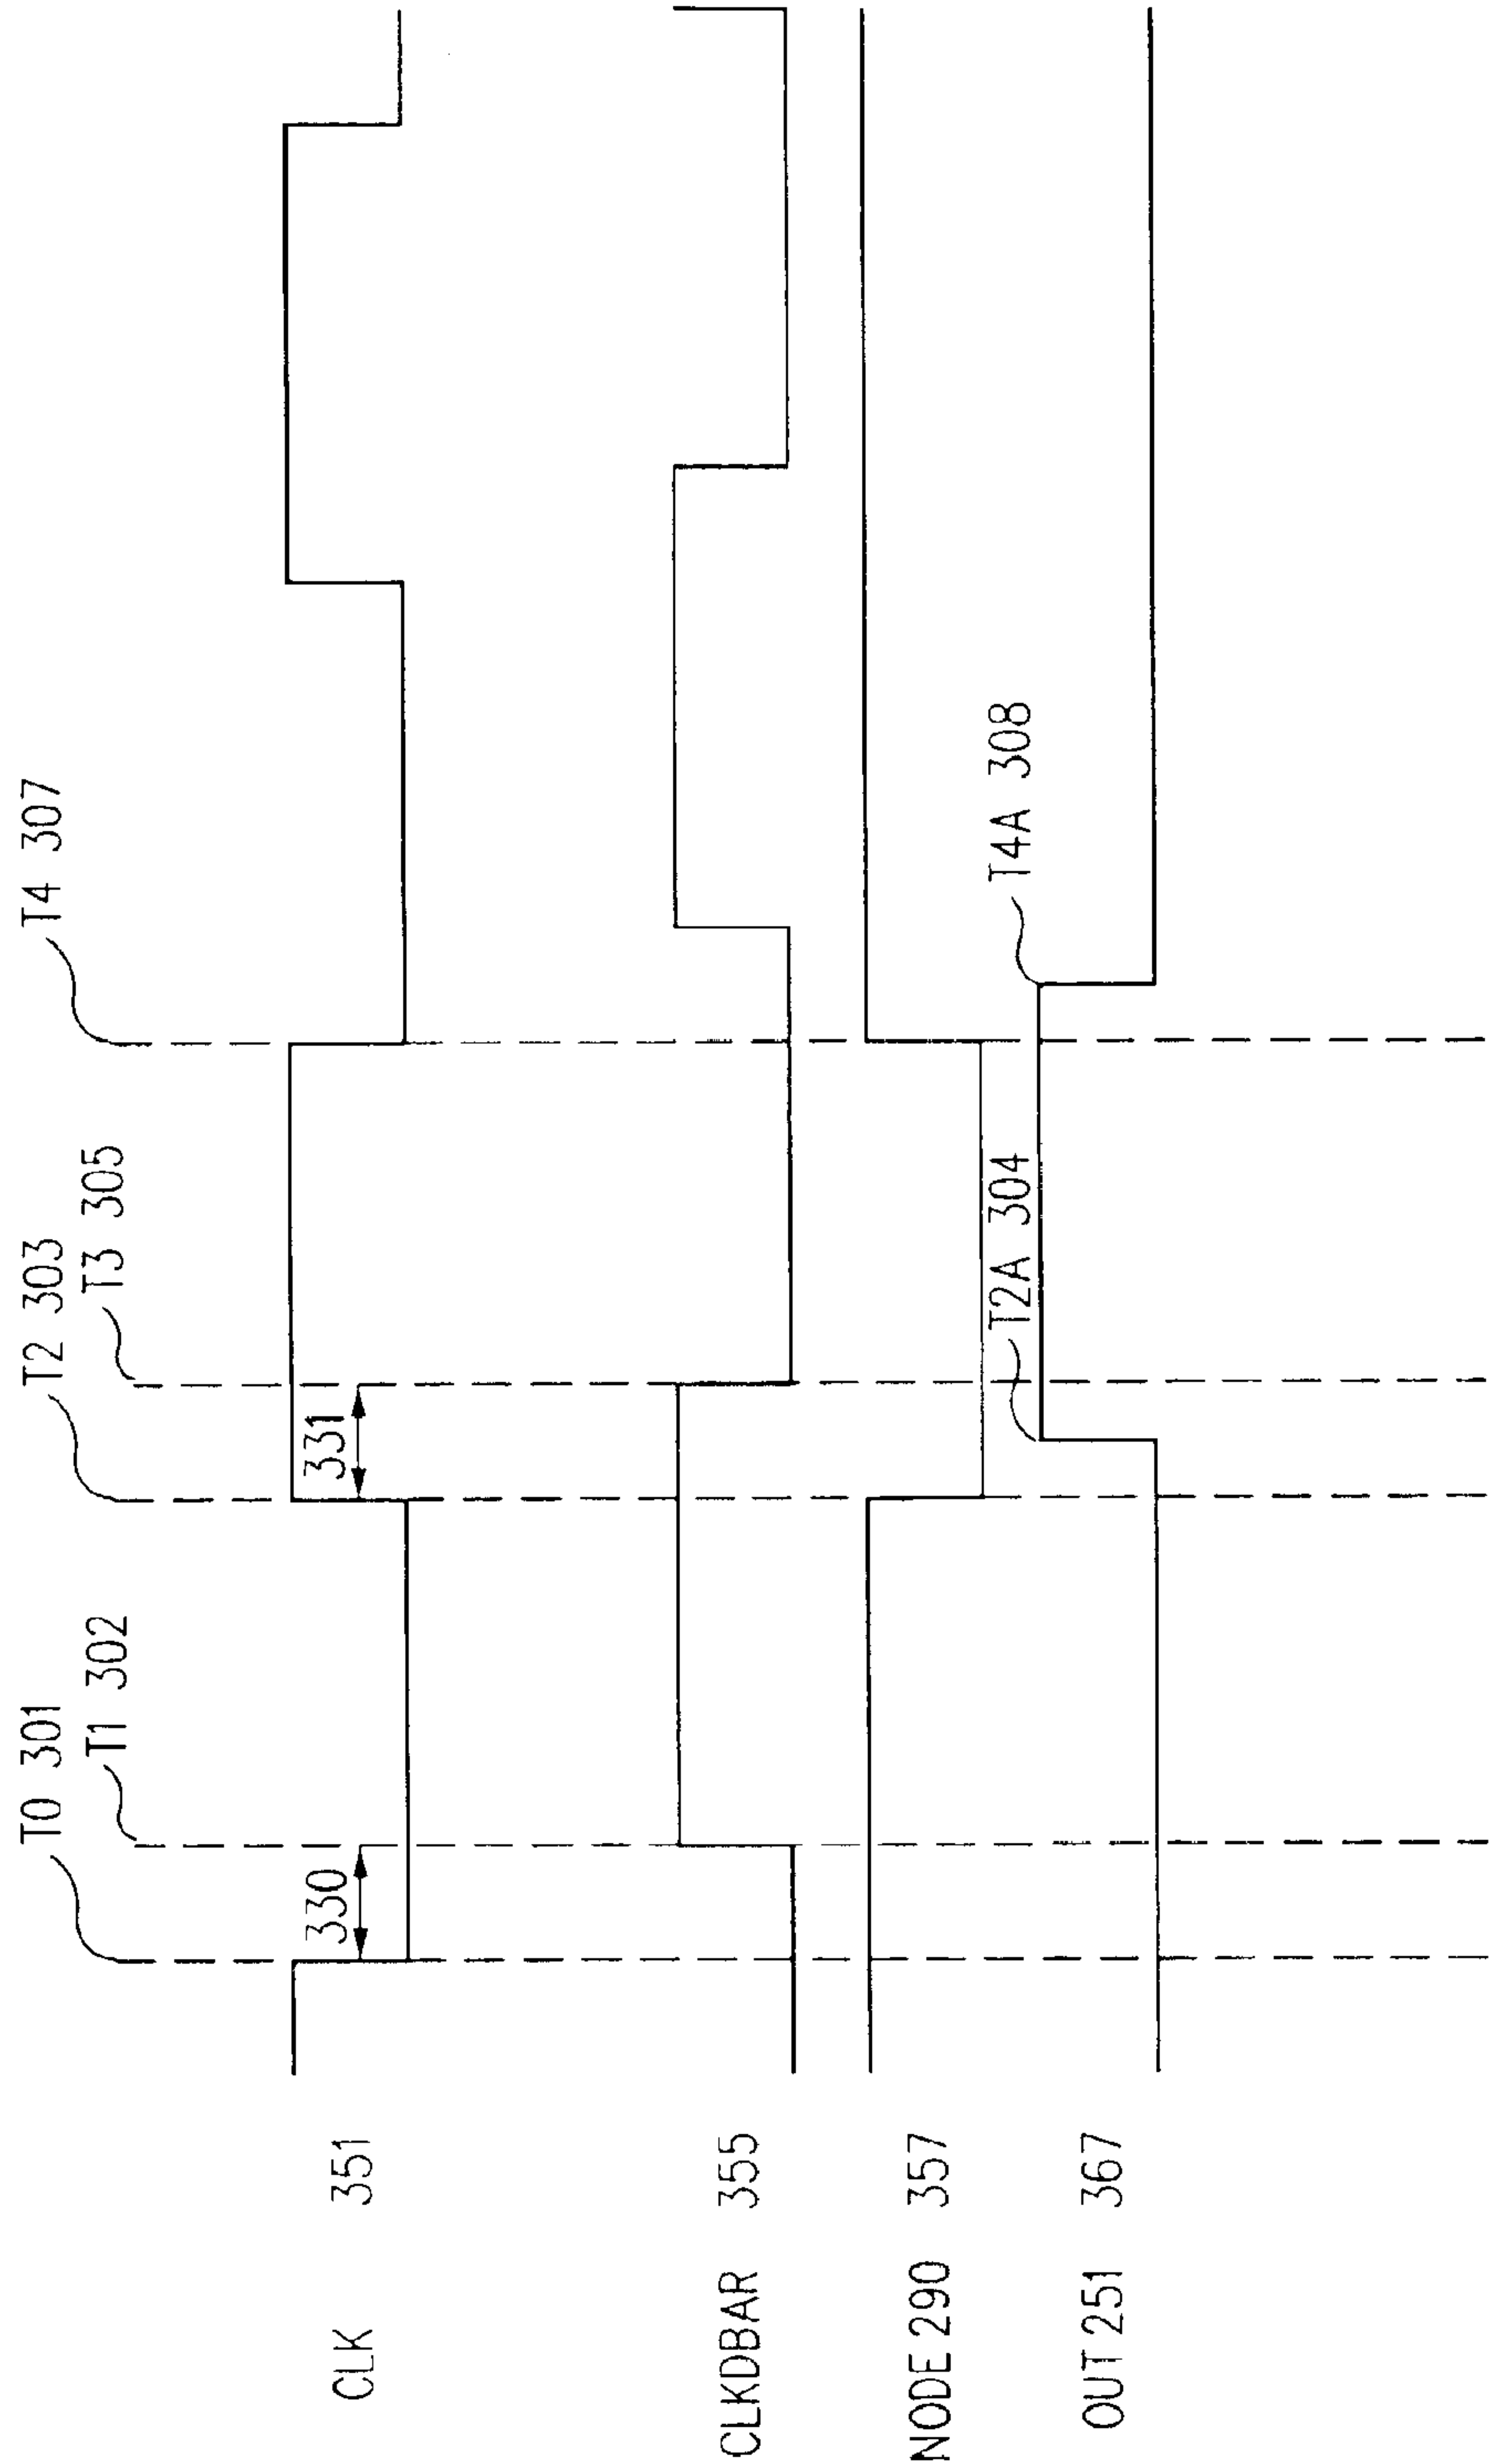 T0 301
T1 302
T2 303
T3 305
T4 307
CLK 351
330
331
CLKDBAR 355
NODE 290 357
T2A 304
T4A 308
OUT 251 367